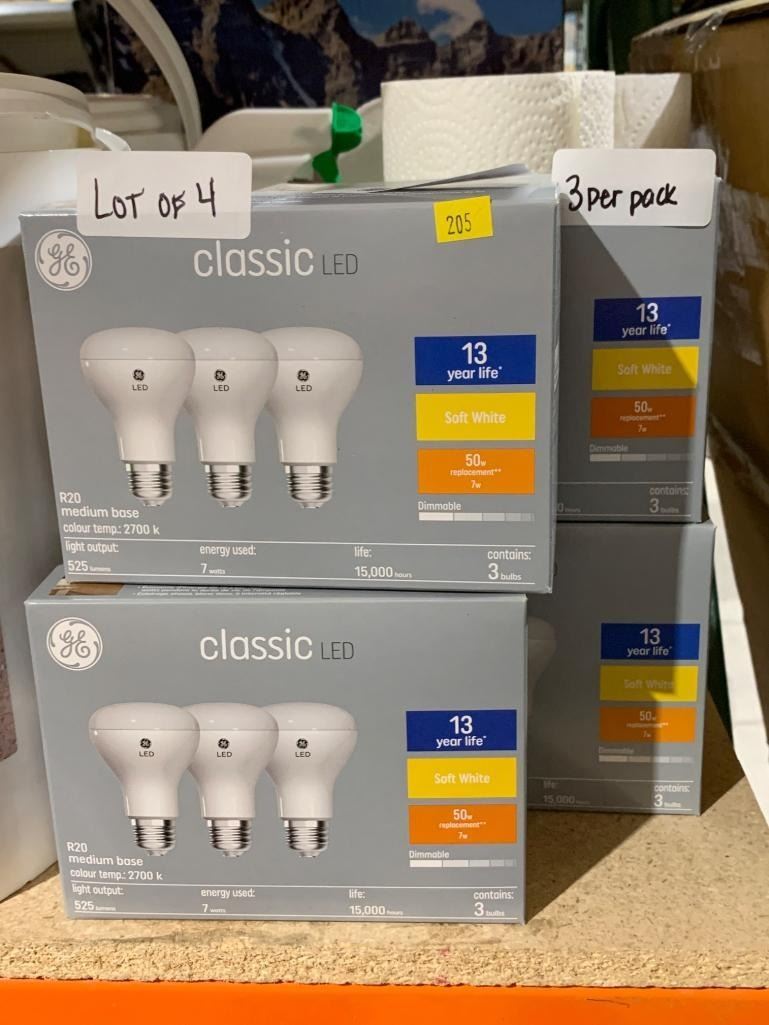 LOT OF 4
3 per pack
205
GE
classic LED
LED
LED
LED
13
year life*
Soft White
50w
replacement**
7w
Dimmable
R20
medium base
colour temp.: 2700 k
light output:
525 lumens
energy used:
7 watts
life:
15,000 hours
contains:
3 bulbs
13
year life*
Soft White
50w
replacement**
7w
Dimmable
0 hours
contains:
3 bulbs
GE
classic LED
LED
LED
LED
13
year life*
Soft White
50w
replacement**
7w
Dimmable
R20
medium base
colour temp.: 2700 k
light output:
525 lumens
energy used:
7 watts
life:
15,000 hours
contains:
3 bulbs
13
year life*
Soft White
50w
replacement**
7w
Dimmable
life:
15,000 hours
contains:
3 bulbs